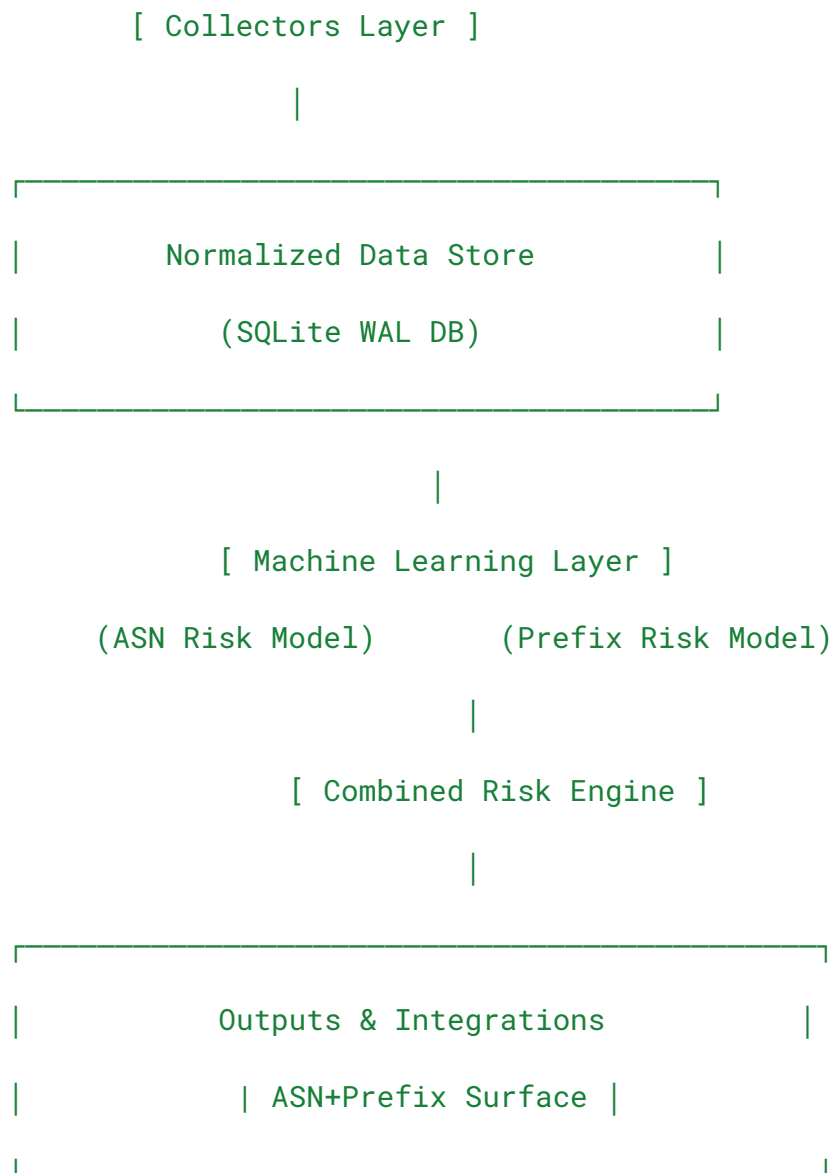 [ Collectors Layer ]
│
┌───────────────────────────────────────┐
│ Normalized Data Store │
│ (SQLite WAL DB) │
└───────────────────────────────────────┘
│
[ Machine Learning Layer ]
(ASN Risk Model) (Prefix Risk Model)
│
[ Combined Risk Engine ]
│
┌─────────────────────────────────────────────┐
│ Outputs & Integrations │
│ | ASN+Prefix Surface |
│ │